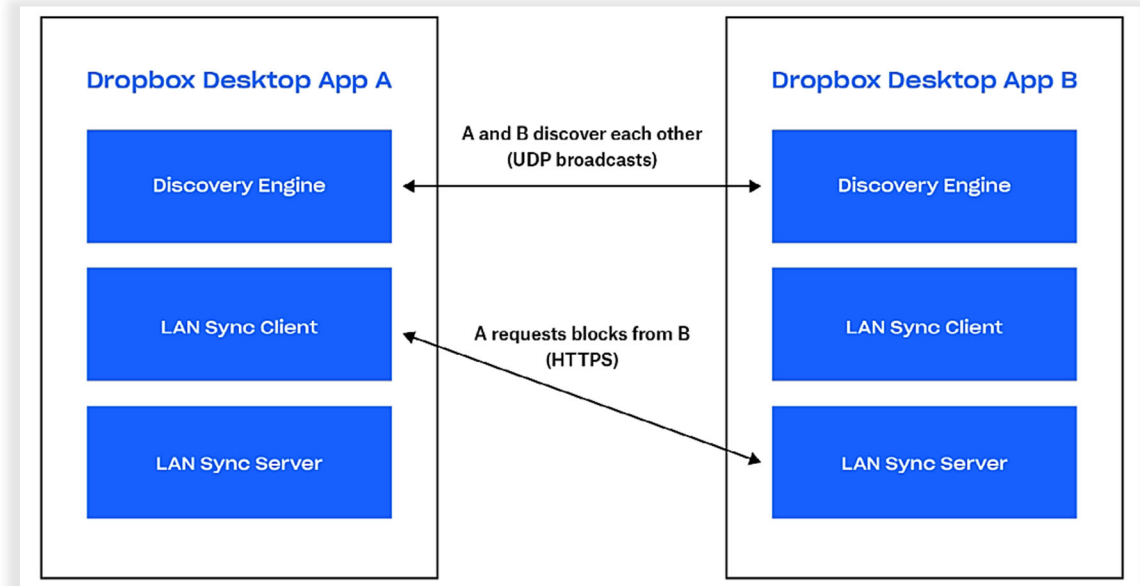 Dropbox Desktop App A
Dropbox Desktop App B
A and B discover each other
(UDP broadcasts)
Discovery Engine
Discovery Engine
LAN Sync Client
A requests blocks from B
(HTTPS)
LAN Sync Client
LAN Sync Server
LAN Sync Server